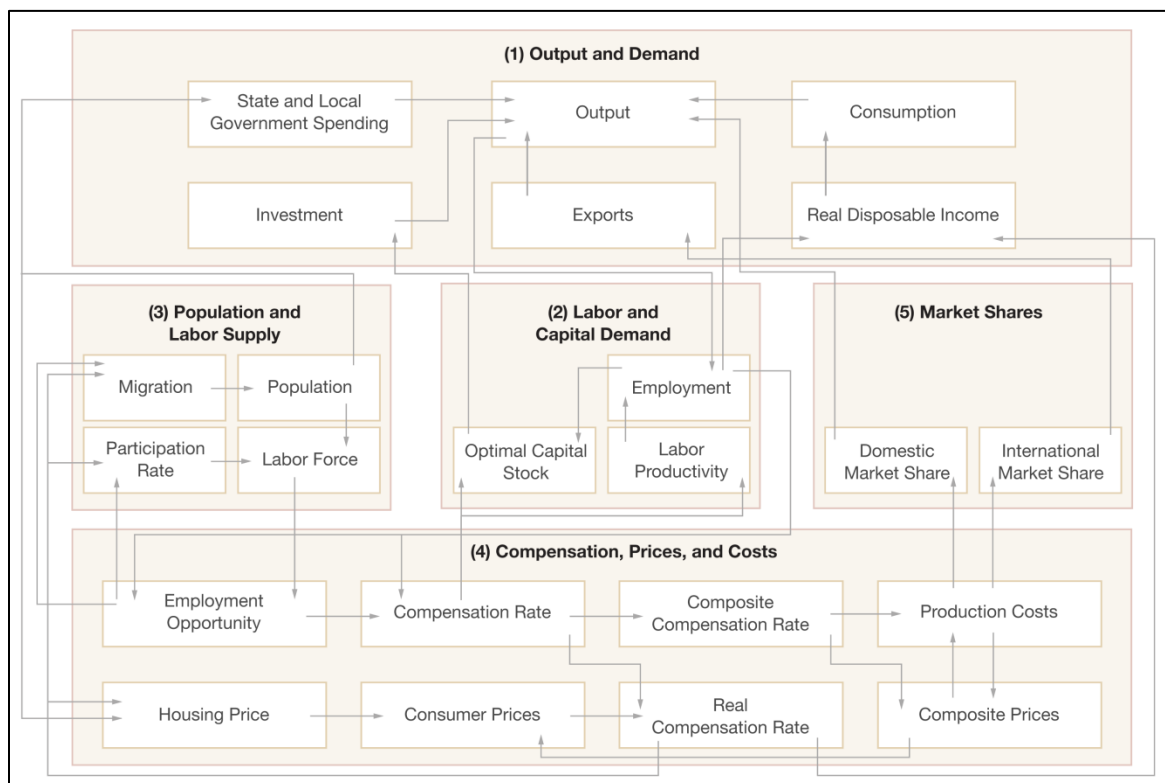 (1) Output and Demand
State and Local
Government Spending
Output
Consumption
Investment
Exports
Real Disposable Income
(3) Population and
Labor Supply
Migration
Population
Participation
Rate
Labor Force
(2) Labor and
Capital Demand
Employment
Optimal Capital
Stock
Labor
Productivity
(5) Market Shares
Domestic
Market Share
International
Market Share
(4) Compensation, Prices, and Costs
Employment
Opportunity
Compensation Rate
Composite
Compensation Rate
Production Costs
Housing Price
Consumer Prices
Real
Compensation Rate
Composite Prices